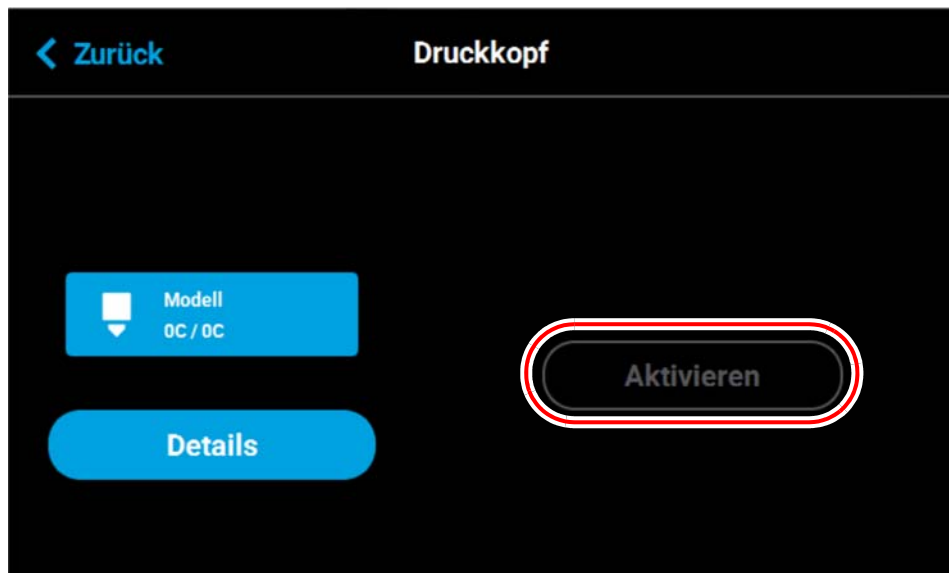 Zurück
Druckkopf
Modell
0C / 0C
Aktivieren
Details